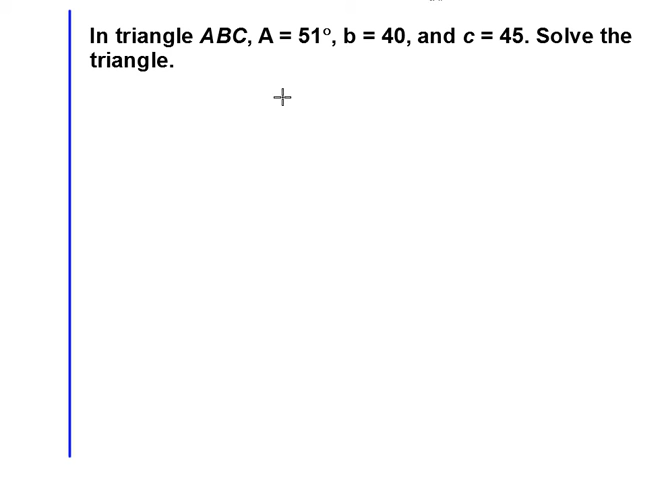 In triangle ABC, A = 51°, b = 40, and c = 45. Solve the
triangle.